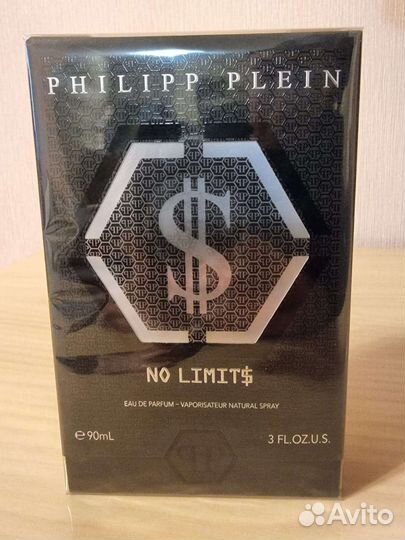 PHILIPP PLEIN
$
NO LIMIT$
EAU DE PARFUM – VAPORISATEUR NATURAL SPRAY
℮90mL 3 FL.OZ.U.S.
Avito